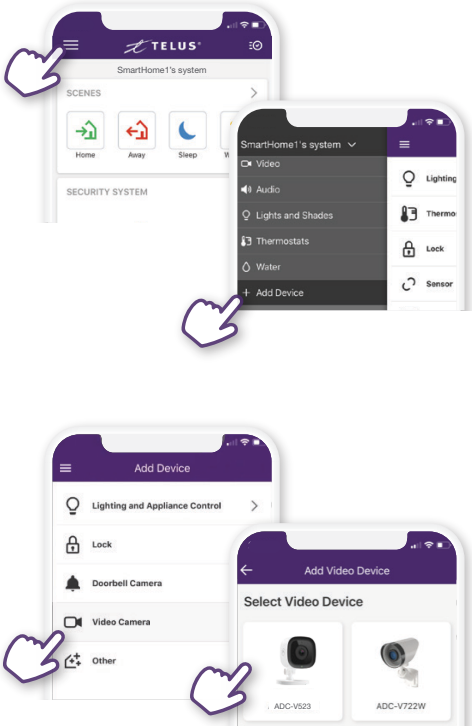 TELUS
SmartHome1's system
SCENES
Home
Away
Sleep
SECURITY SYSTEM
SmartHome1's system
Video
Audio
Lights and Shades
Thermostats
Water
+ Add Device
Lighting
Thermo
Lock
Sensor
Add Device
Lighting and Appliance Control
Lock
Doorbell Camera
Video Camera
Other
Add Video Device
Select Video Device
ADC-V523
ADC-V722W